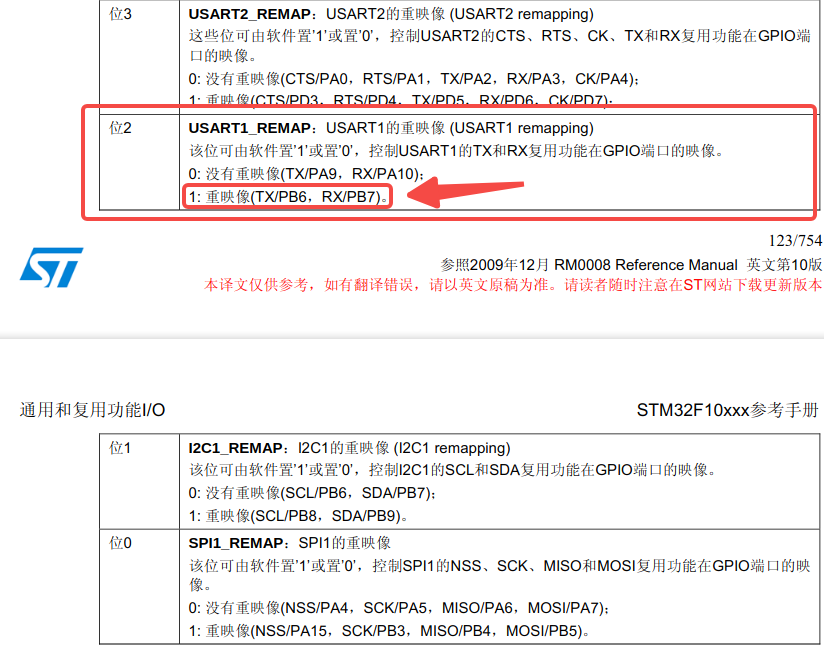 位3
USART2_REMAP：USART2的重映像 (USART2 remapping)
这些位可由软件置'1'或置'0'，控制USART2的CTS、RTS、CK、TX和RX复用功能在GPIO端
口的映像。
0: 没有重映像(CTS/PA0，RTS/PA1，TX/PA2，RX/PA3，CK/PA4)；
1: 重映像(CTS/PD3，RTS/PD4，TX/PD5，RX/PD6，CK/PD7)；
位2
USART1_REMAP：USART1的重映像 (USART1 remapping)
该位可由软件置'1'或置'0'，控制USART1的TX和RX复用功能在GPIO端口的映像。
0: 没有重映像(TX/PA9，RX/PA10)；
1: 重映像(TX/PB6，RX/PB7)。
123/754
参照2009年12月 RM0008 Reference Manual 英文第10版
本译文仅供参考，如有翻译错误，请以英文原稿为准。请读者随时注意在ST网站下载更新版本
ST
通用和复用功能I/O
STM32F10xxx参考手册
位1
I2C1_REMAP：I2C1的重映像 (I2C1 remapping)
该位可由软件置'1'或置'0'，控制I2C1的SCL和SDA复用功能在GPIO端口的映像。
0: 没有重映像(SCL/PB6，SDA/PB7)；
1: 重映像(SCL/PB8，SDA/PB9)。
位0
SPI1_REMAP：SPI1的重映像
该位可由软件置'1'或置'0'，控制SPI1的NSS、SCK、MISO和MOSI复用功能在GPIO端口的映
像。
0: 没有重映像(NSS/PA4，SCK/PA5，MISO/PA6，MOSI/PA7)；
1: 重映像(NSS/PA15，SCK/PB3，MISO/PB4，MOSI/PB5)。